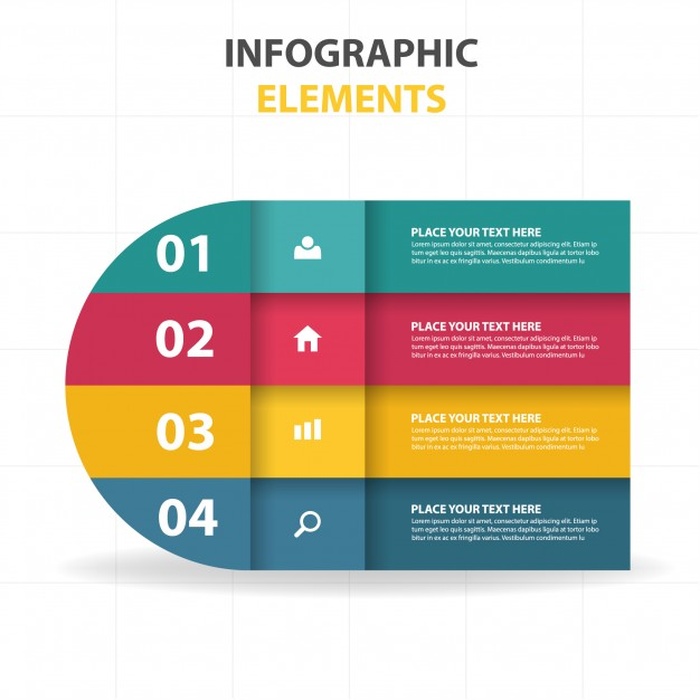 INFOGRAPHIC
ELEMENTS
01
PLACE YOUR TEXT HERE
Lorem ipsum dolor sit amet, consectetur adipiscing elit. Etiam ip
tum eget leo quis sagittis. Maecenas dapibus ligula at tortor cibo
bitur in ex ac ex fringilla varius. Vestibulum condimentum lu
02
PLACE YOUR TEXT HERE
Lorem ipsum dolor sit amet, consectetur adipiscing elit. Etiam ip
tum eget leo quis sagittis. Maecenas dapibus ligula at tortor cibo
bitur in ex ac ex fringilla varius. Vestibulum condimentum lu
03
PLACE YOUR TEXT HERE
Lorem ipsum dolor sit amet, consectetur adipiscing elit. Etiam ip
tum eget leo quis sagittis. Maecenas dapibus ligula at tortor cibo
bitur in ex ac ex fringilla varius. Vestibulum condimentum lu
04
PLACE YOUR TEXT HERE
Lorem ipsum dolor sit amet, consectetur adipiscing elit. Etiam ip
tum eget leo quis sagittis. Maecenas dapibus ligula at tortor cibo
bitur in ex ac ex fringilla varius. Vestibulum condimentum lu